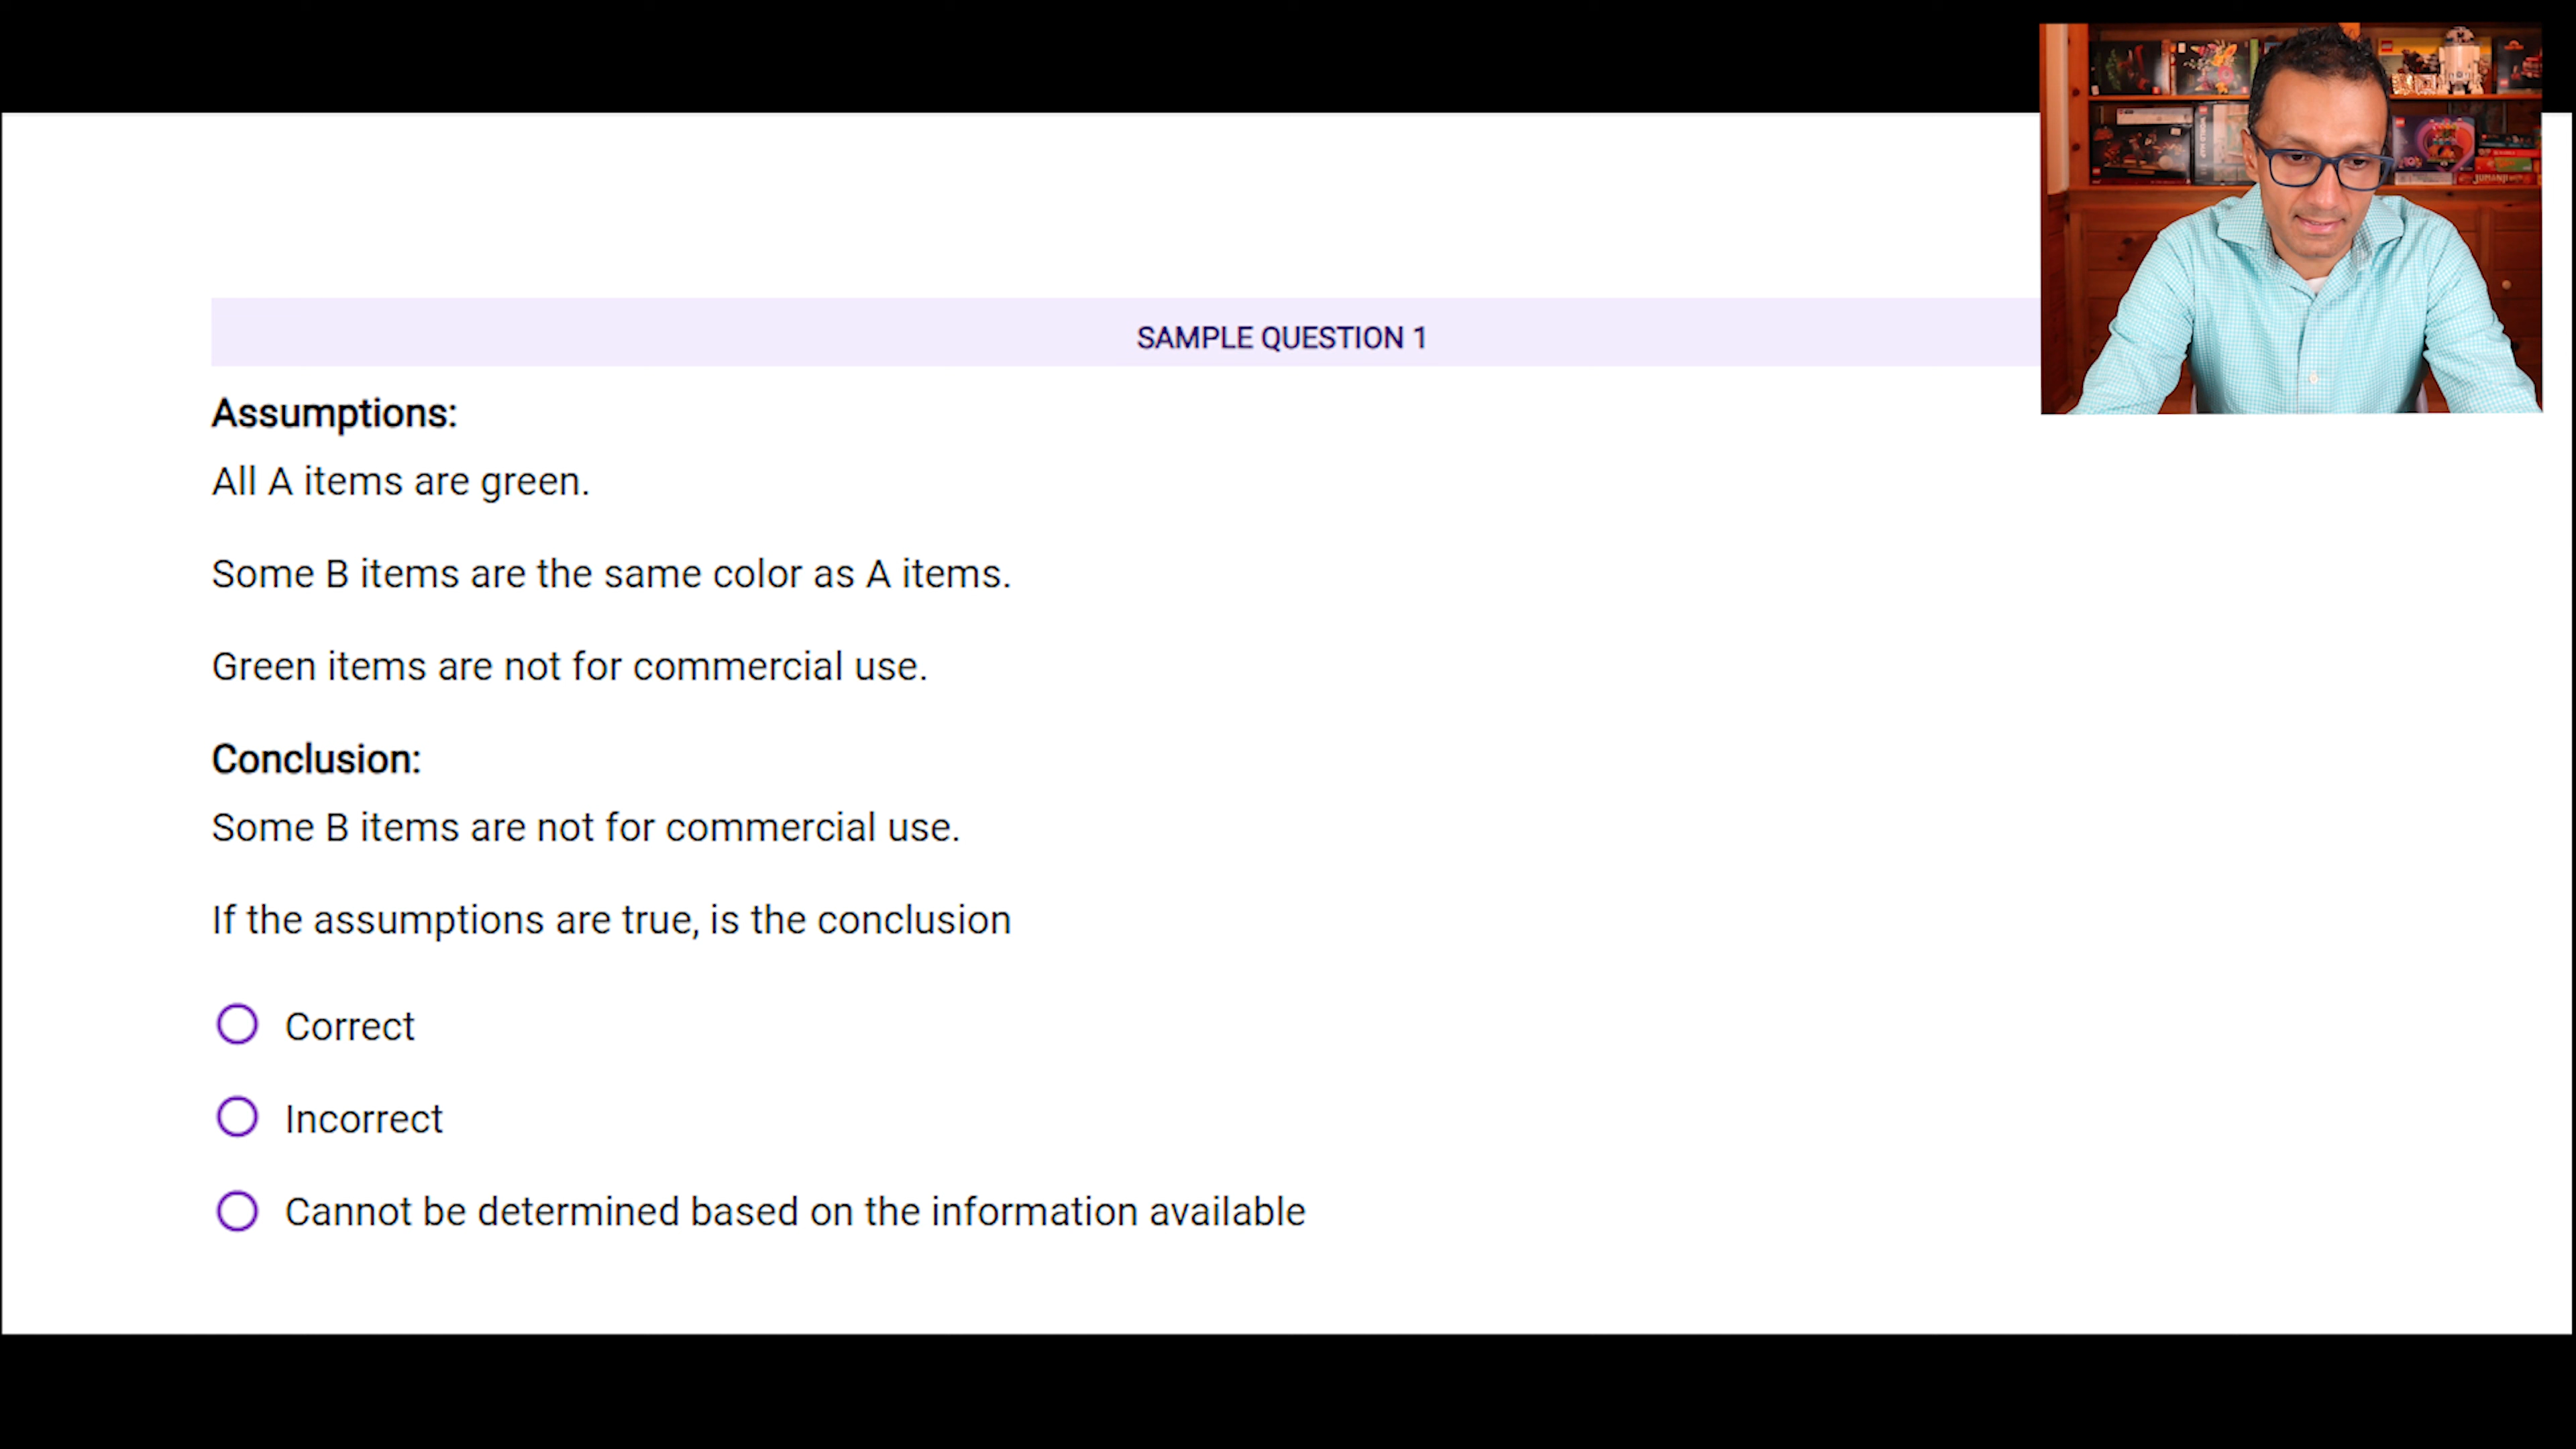 SAMPLE QUESTION 1
Assumptions:
All A items are green.
Some B items are the same color as A items.
Green items are not for commercial use.
Conclusion:
Some B items are not for commercial use.
If the assumptions are true, is the conclusion
Correct
Incorrect
Cannot be determined based on the information available
JUMANJI